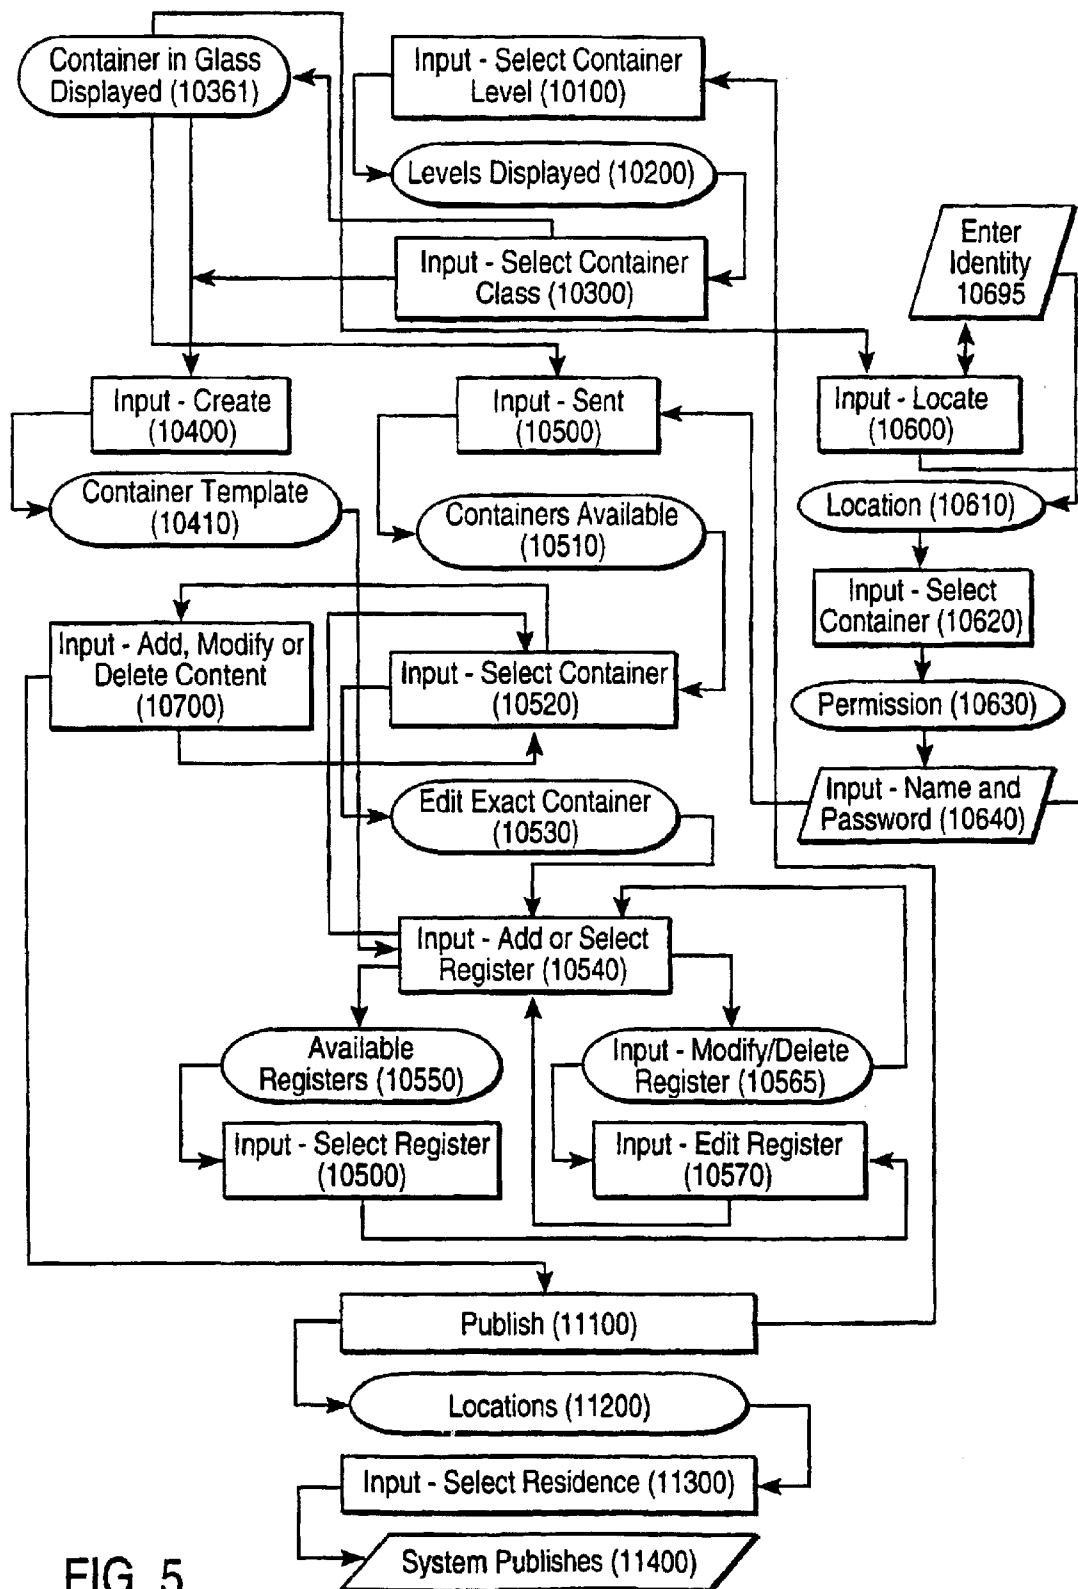 Container in Glass
Displayed (10361)
Input - Select Container
Level (10100)
Levels Displayed (10200)
Input - Select Container
Class (10300)
Enter
Identity
10695
Input - Create
(10400)
Input - Sent
(10500)
Input - Locate
(10600)
Container Template
(10410)
Containers Available
(10510)
Location (10610)
Input - Select
Container (10620)
Input - Add, Modify or
Delete Content
(10700)
Input - Select Container
(10520)
Permission (10630)
Edit Exact Container
(10530)
Input - Name and
Password (10640)
Input - Add or Select
Register (10540)
Available
Registers (10550)
Input - Modify/Delete
Register (10565)
Input - Select Register
(10500)
Input - Edit Register
(10570)
Publish (11100)
Locations (11200)
Input - Select Residence (11300)
System Publishes (11400)
FIG. 5